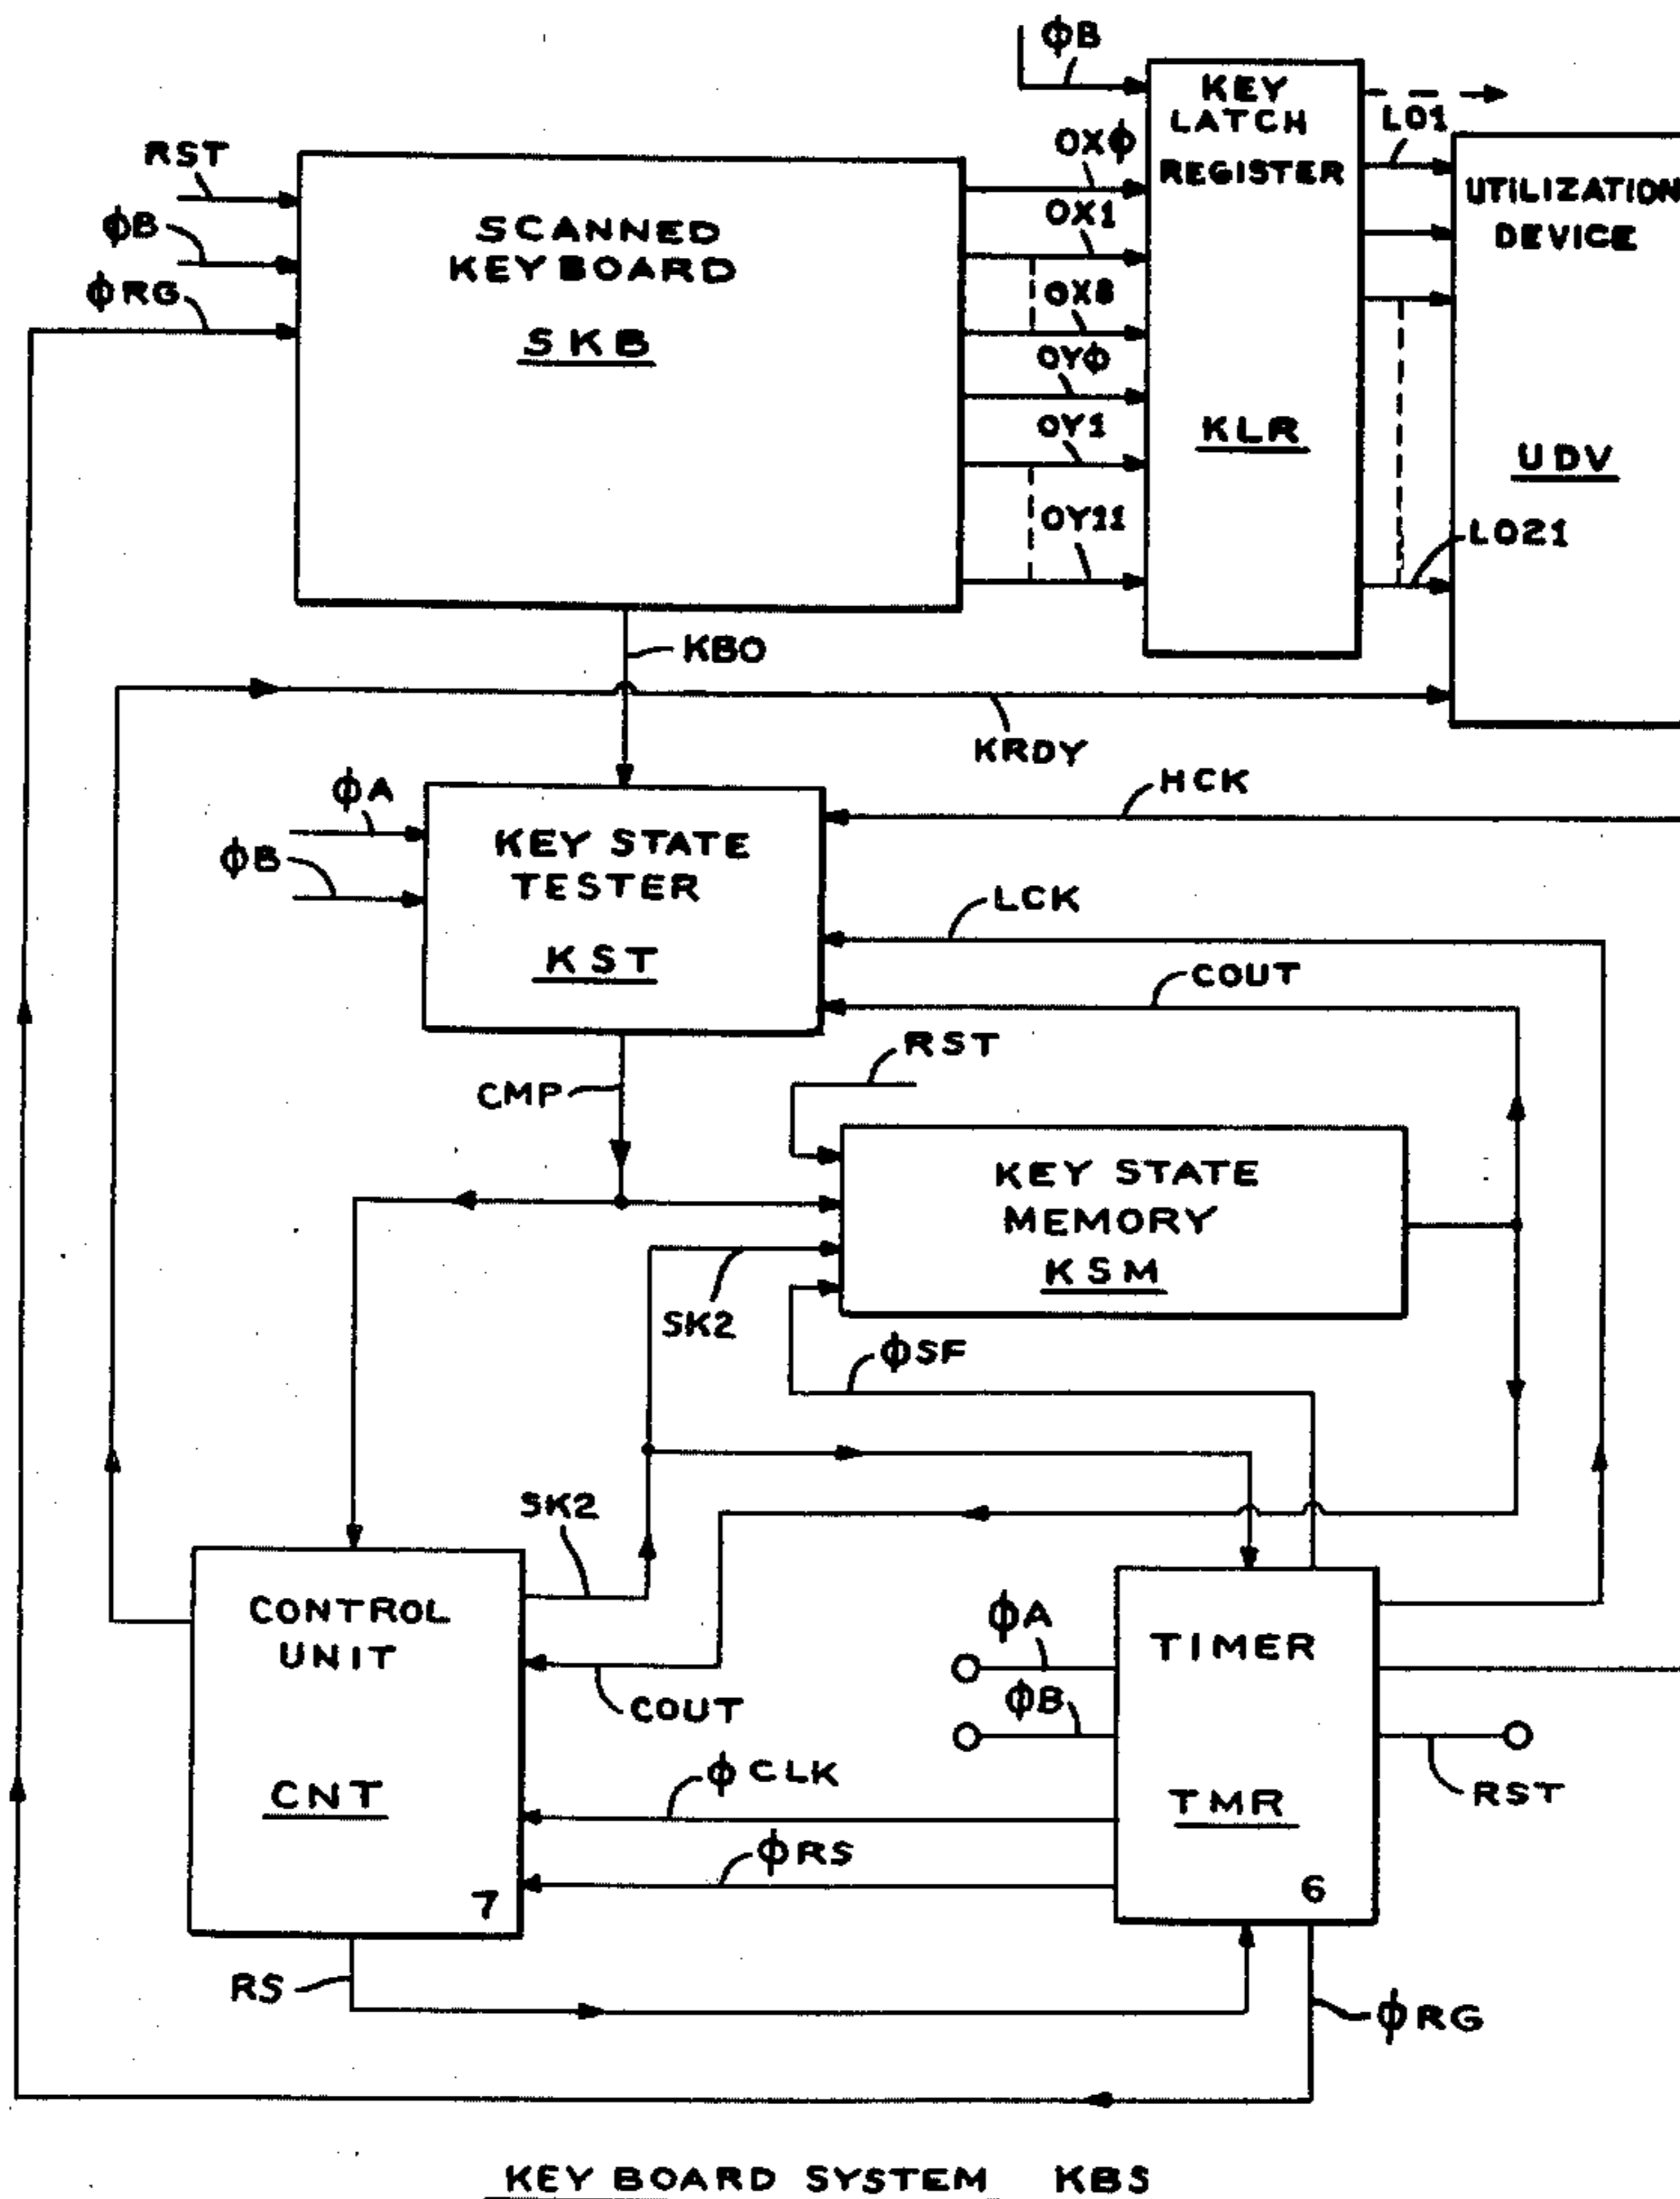 ϕB
KEY
LATCH
REGISTER
KLR
LO1
UTILIZATION
DEVICE
UDV
LO21
RST
ϕB
ϕRG
SCANNED
KEYBOARD
SKB
OXϕ
OX1
OX8
OYϕ
OY1
OY11
KBO
KRDY
HCK
ϕA
ϕB
KEY STATE
TESTER
KST
LCK
COUT
RST
CMP
KEY STATE
MEMORY
KSM
SK2
ϕSF
SK2
CONTROL
UNIT
CNT
7
COUT
ϕA
ϕB
TIMER
TMR
6
RST
ϕCLK
ϕRS
RS
ϕRG
KEY BOARD SYSTEM KBS